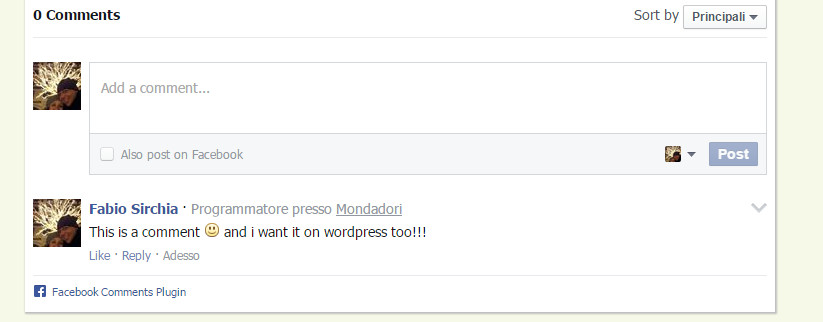 0 Comments
Sort by Principali
Add a comment...
Also post on Facebook
Post
Fabio Sirchia · Programmatore presso Mondadori
This is a comment 🙂 and i want it on wordpress too!!!
Like · Reply · Adesso
Facebook Comments Plugin